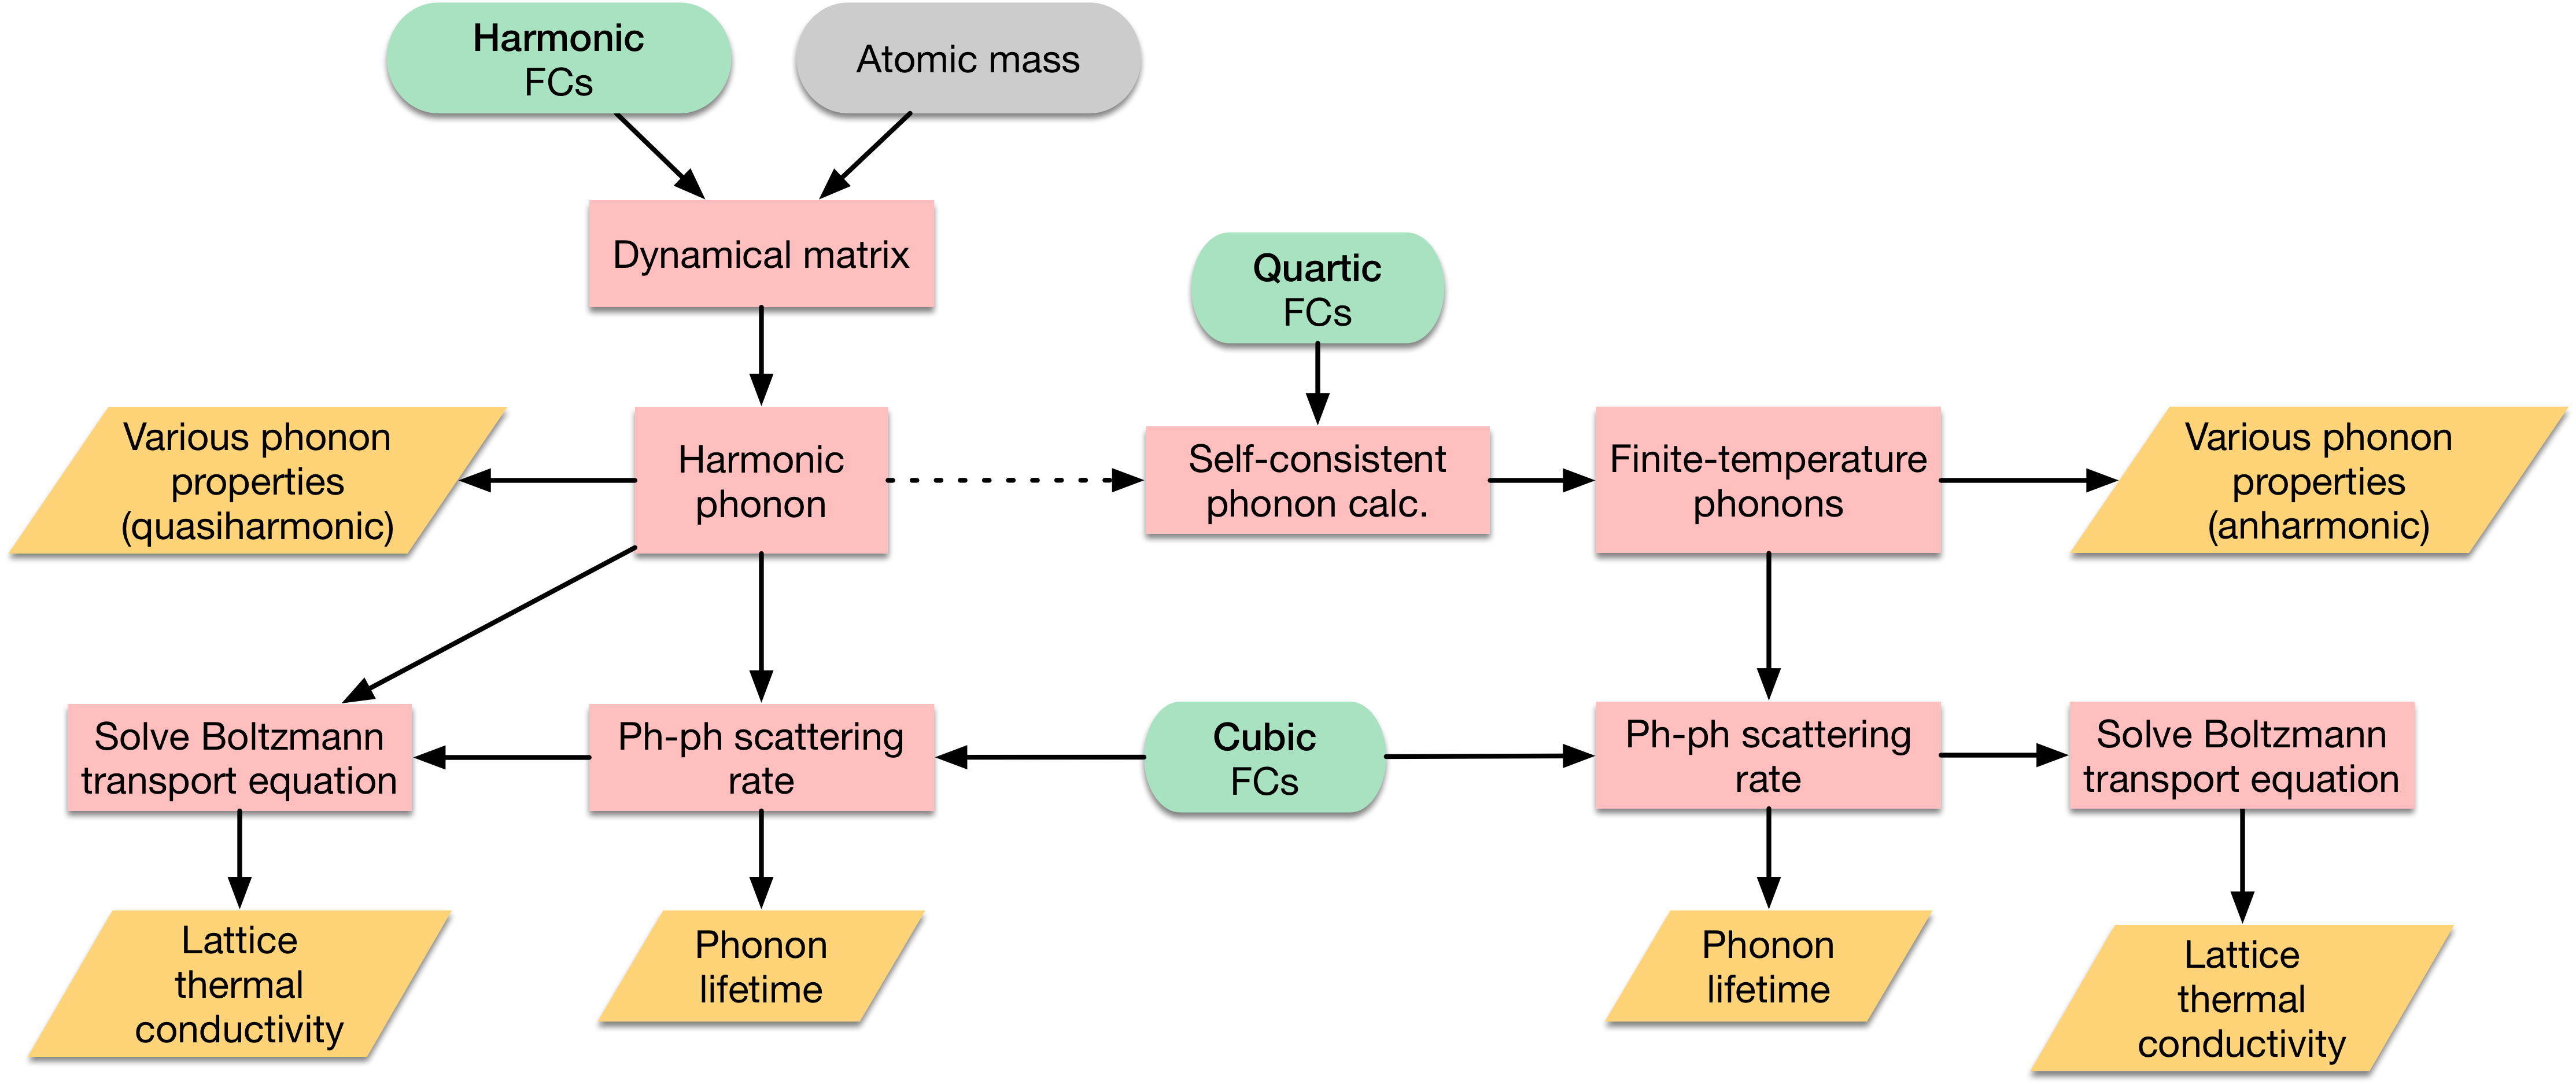 Harmonic
FCs
Atomic mass
Dynamical matrix
Quartic
FCs
Various phonon
properties
(quasiharmonic)
Harmonic
phonon
Self-consistent
phonon calc.
Finite-temperature
phonons
Various phonon
properties
(anharmonic)
Solve Boltzmann
transport equation
Ph-ph scattering
rate
Cubic
FCs
Ph-ph scattering
rate
Solve Boltzmann
transport equation
Lattice
thermal
conductivity
Phonon
lifetime
Phonon
lifetime
Lattice
thermal
conductivity